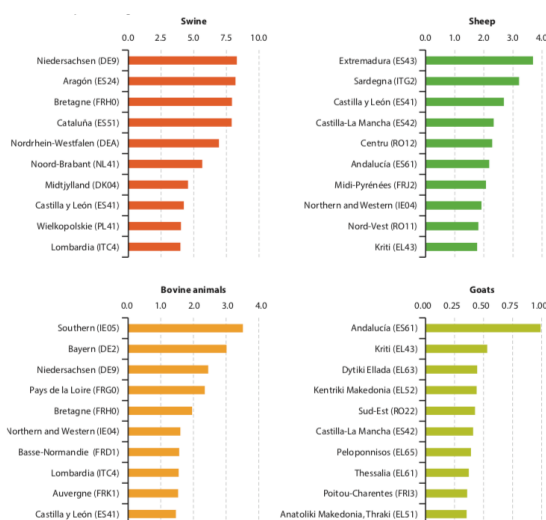 Swine
0.0 2.5 5.0 7.5 10.0
Niedersachsen (DE9)
Aragón (ES24)
Bretagne (FRH0)
Cataluña (ES51)
Nordrhein-Westfalen (DEA)
Noord-Brabant (NL41)
Midtjylland (DK04)
Castilla y León (ES41)
Wielkopolskie (PL41)
Lombardia (ITC4)
Sheep
0.0 1.0 2.0 3.0 4.0
Extremadura (ES43)
Sardegna (ITG2)
Castilla y León (ES41)
Castilla-La Mancha (ES42)
Centru (RO12)
Andalucía (ES61)
Midi-Pyrénées (FRJ2)
Northern and Western (IE04)
Nord-Vest (RO11)
Kriti (EL43)
Bovine animals
0.0 1.0 2.0 3.0 4.0
Southern (IE05)
Bayern (DE2)
Niedersachsen (DE9)
Pays de la Loire (FRG0)
Bretagne (FRH0)
Northern and Western (IE04)
Basse-Normandie (FRD1)
Lombardia (ITC4)
Auvergne (FRK1)
Castilla y León (ES41)
Goats
0.00 0.25 0.50 0.75 1.00
Andalucía (ES61)
Kriti (EL43)
Dytiki Ellada (EL63)
Kentriki Makedonia (EL52)
Sud-Est (RO22)
Castilla-La Mancha (ES42)
Peloponnisos (EL65)
Thessalia (EL61)
Poitou-Charentes (FRI3)
Anatoliki Makedonia, Thraki (EL51)